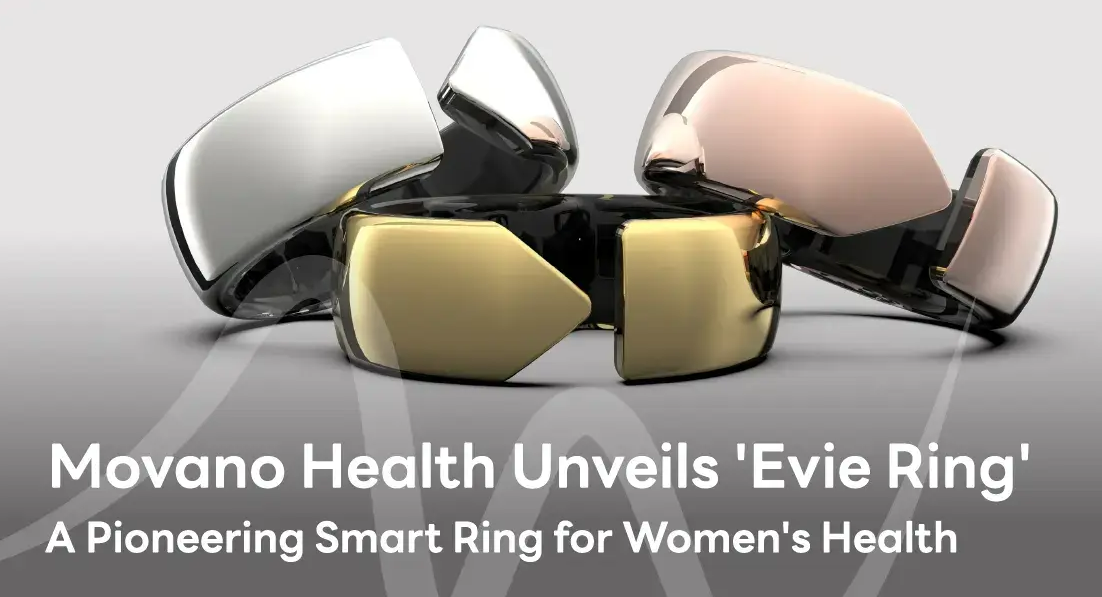 Movano Health Unveils 'Evie Ring'
A Pioneering Smart Ring for Women's Health